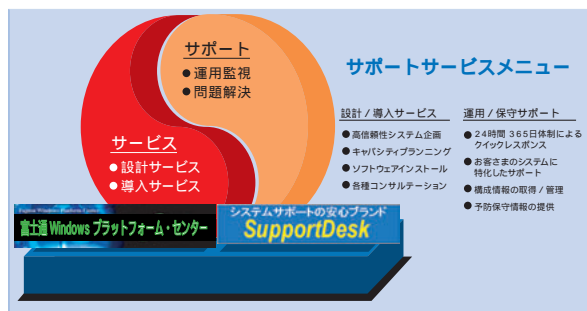 サポート
●運用監視
●問題解決
サービス
●設計サービス
●導入サービス
Fujitsu Windows Platform Center
富士通 Windows プラットフォーム・センター
システムサポートの安心ブランド
SupportDesk
サポートサービスメニュー
設計 / 導入サービス
●高信頼性システム企画
●キャパシティプランニング
●ソフトウェアインストール
●各種コンサルテーション
運用 / 保守サポート
●24時間 365日体制による
クイックレスポンス
●お客さまのシステムに
特化したサポート
●構成情報の取得 / 管理
●予防保守情報の提供